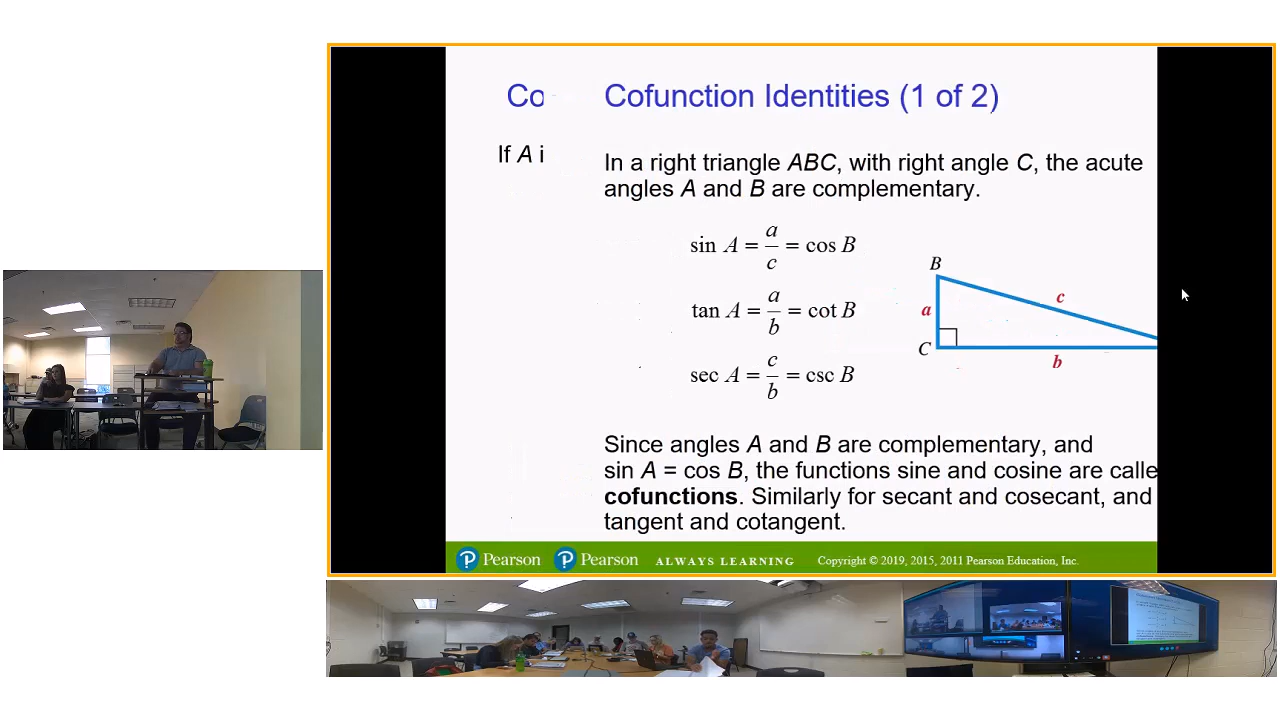 Co
Cofunction Identities (1 of 2)
If A i
In a right triangle ABC, with right angle C, the acute
angles A and B are complementary.
sin A = a/c = cos B
tan A = a/b = cot B
sec A = c/b = csc B
B
a
c
C
b
Since angles A and B are complementary, and
sin A = cos B, the functions sine and cosine are calle
cofunctions. Similarly for secant and cosecant, and
tangent and cotangent.
Pearson
Pearson
ALWAYS LEARNING
Copyright © 2019, 2015, 2011 Pearson Education, Inc.